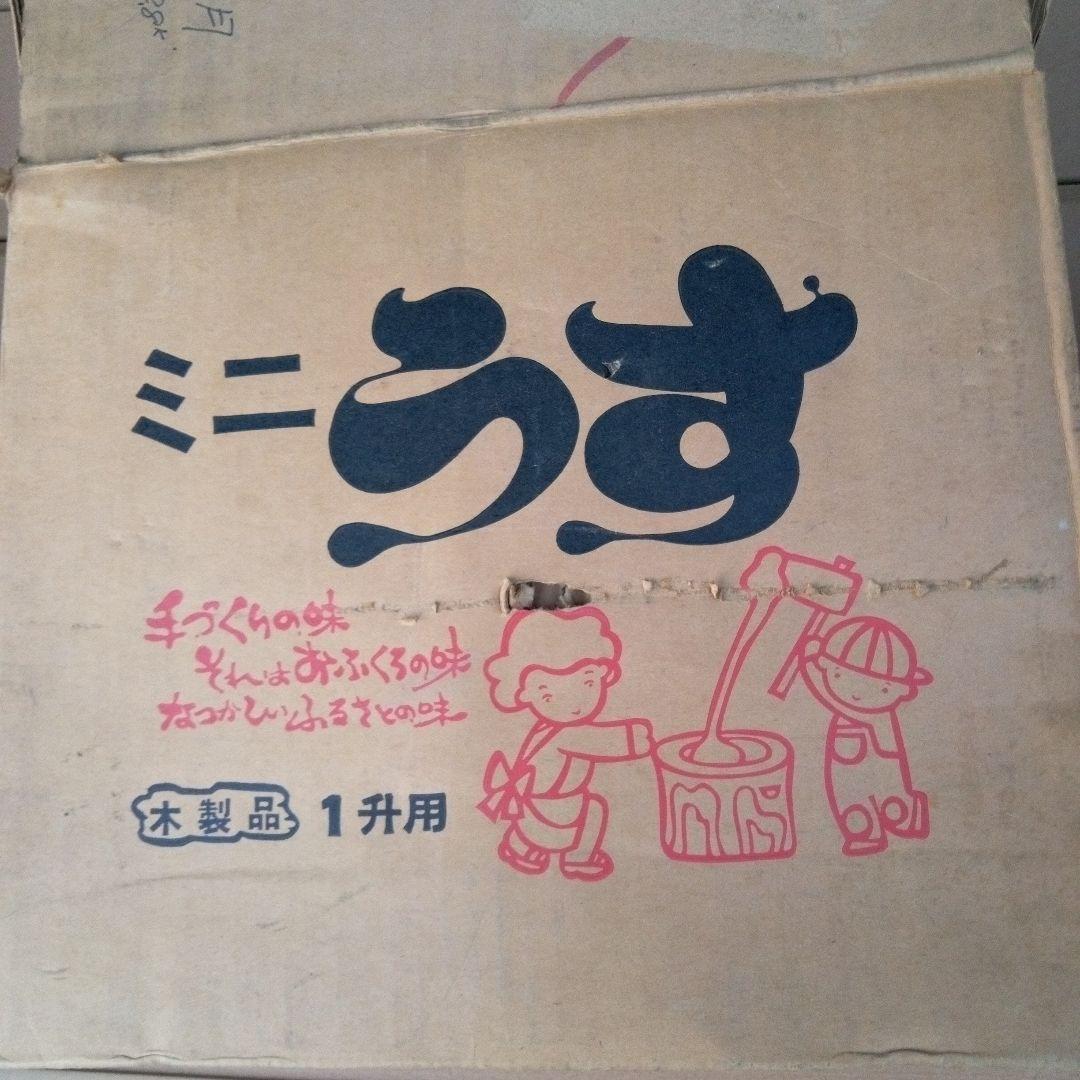 ミニうす
手づくりの味
それはおふくろの味
なつかしいふるさとの味
木製品 1升用